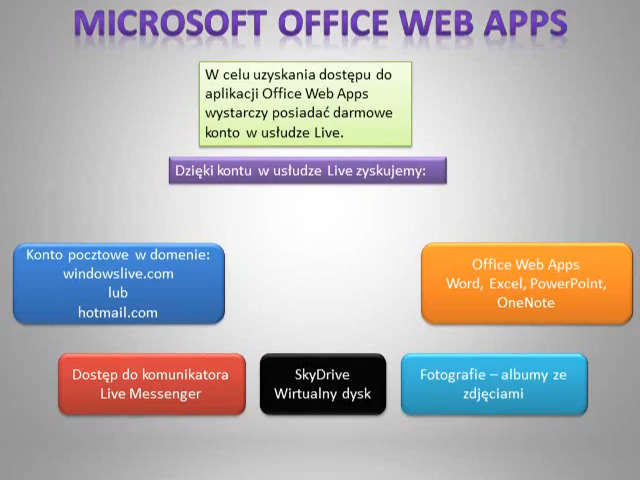 MICROSOFT OFFICE WEB APPS
W celu uzyskania dostępu do
aplikacji Office Web Apps
wystarczy posiadać darmowe
konto w usłudze Live.
Dzięki kontu w usłudze Live zyskujemy:
Konto pocztowe w domenie:
windowslive.com
lub
hotmail.com
Office Web Apps
Word, Excel, PowerPoint,
OneNote
Dostęp do komunikatora
Live Messenger
SkyDrive
Wirtualny dysk
Fotografie – albumy ze
zdjęciami